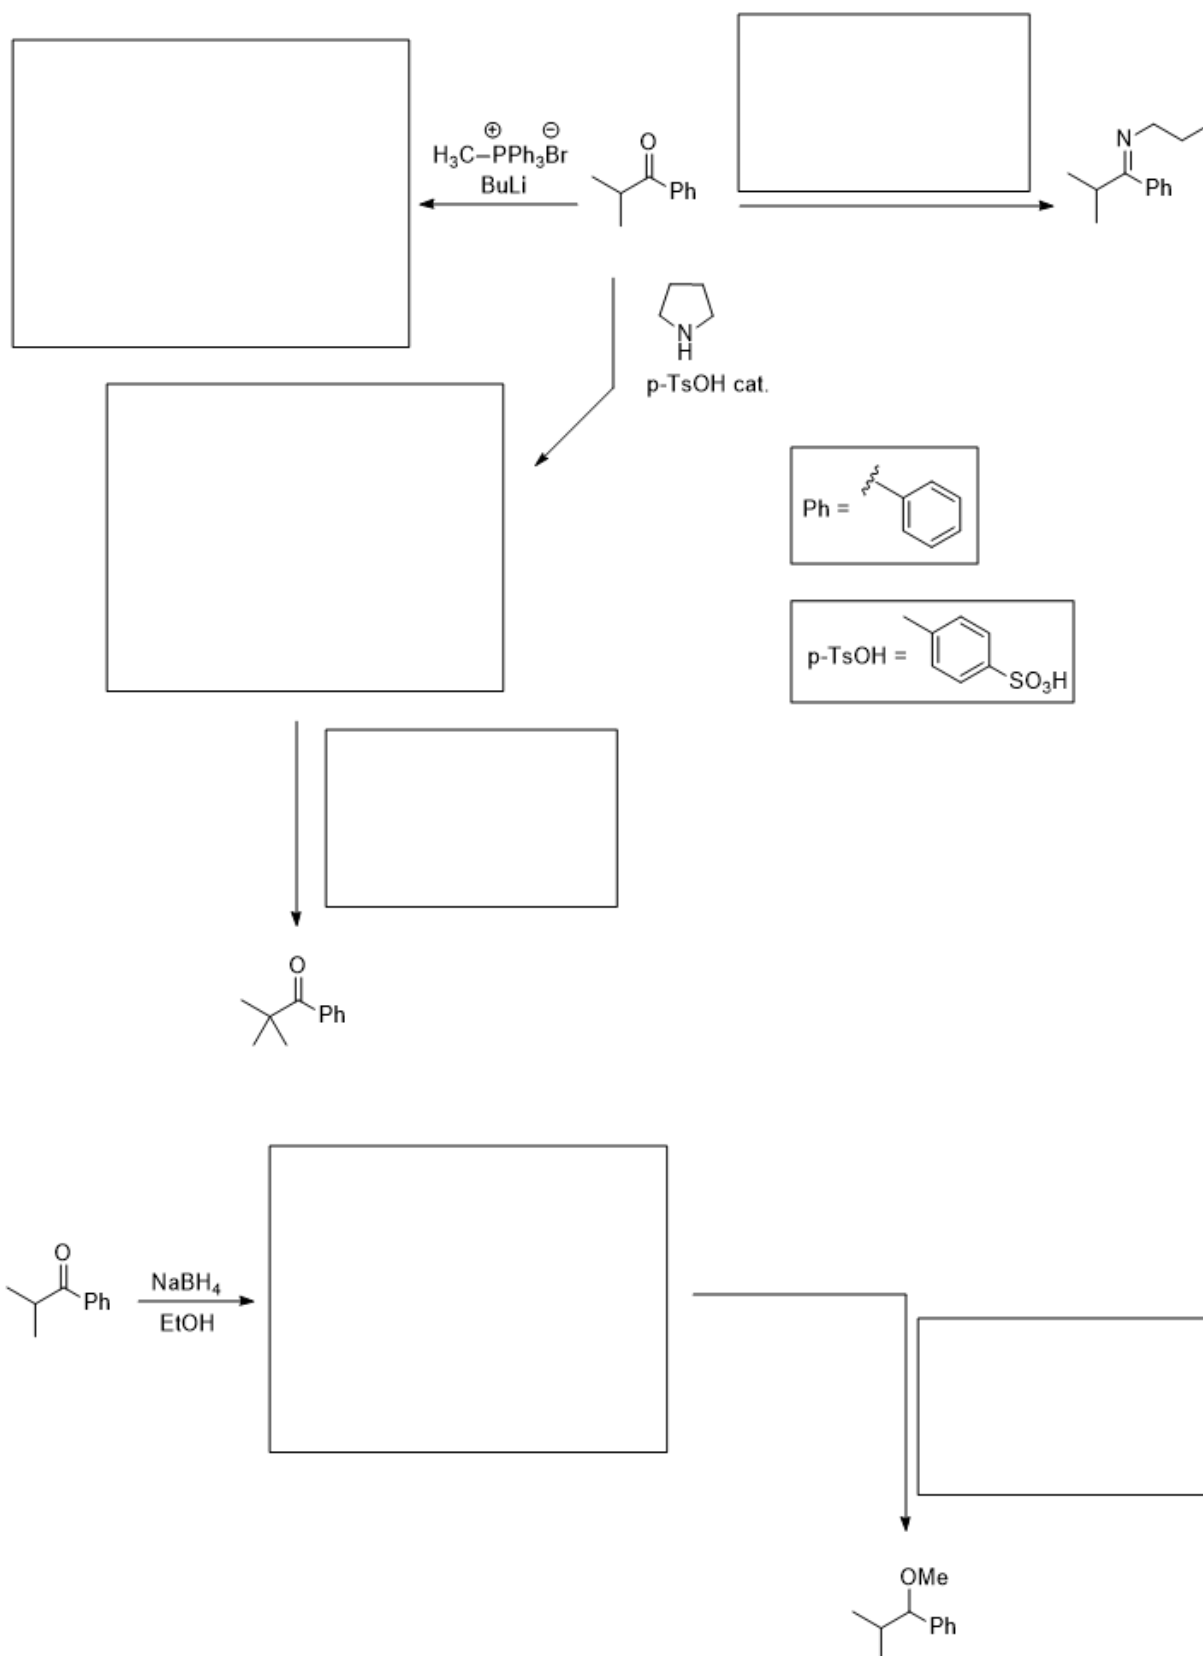 O
N
⊕ ⊖
H₃C–PPh₃Br
BuLi
Ph
Ph
N
H
p-TsOH cat.
Ph =
p-TsOH =
SO₃H
O
Ph
O
NaBH₄
Ph
EtOH
OMe
Ph